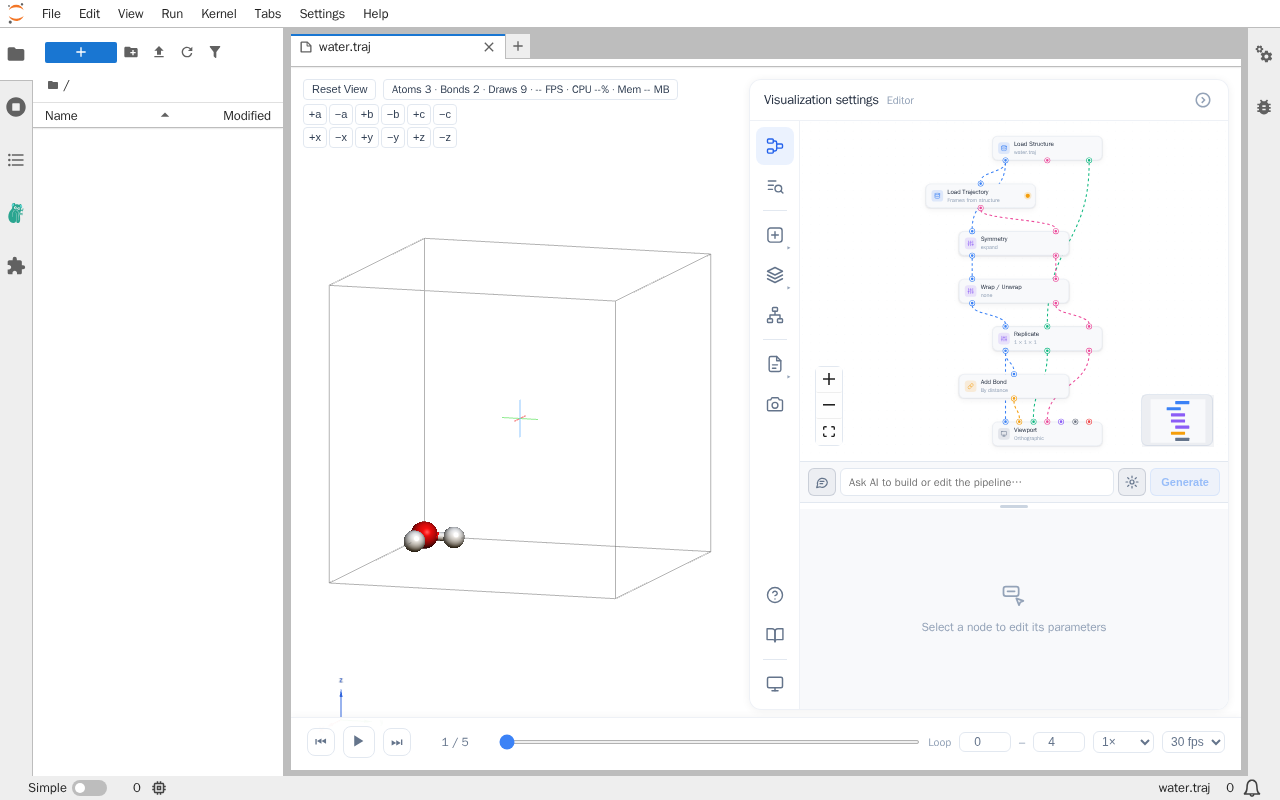 File Edit View Run Kernel Tabs Settings Help
/
Name Modified
water.traj
Reset View
Atoms 3 · Bonds 2 · Draws 9 · -- FPS · CPU --% · Mem -- MB
+a −a +b −b +c −c
+x −x +y −y +z −z
z
Visualization settings Editor
Load Structure
water.traj
Load Trajectory
Frames from structure
Symmetry
expand
Wrap / Unwrap
none
Replicate
1 × 1 × 1
Add Bond
By distance
Viewport
Orthographic
Ask AI to build or edit the pipeline···
Generate
Select a node to edit its parameters
1 / 5
Loop 0 – 4 1× 30 fps
Simple 0
water.traj 0